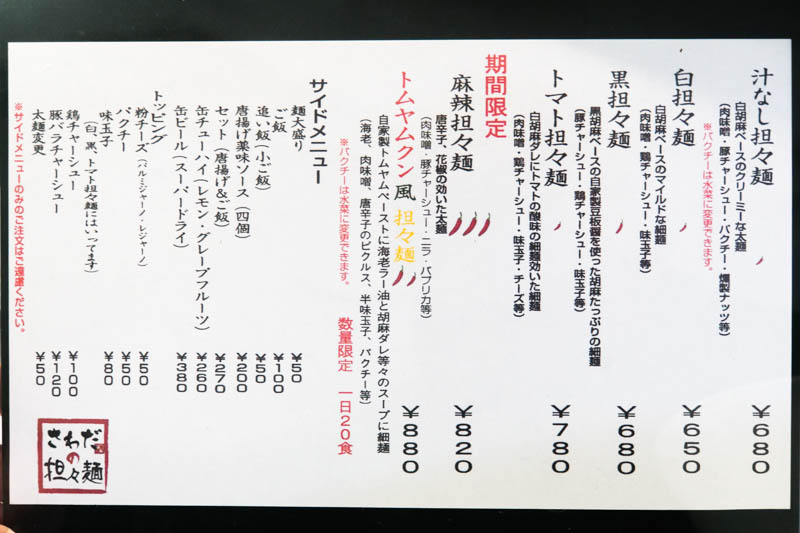 汁なし担々麺 ¥680
白胡麻ベースのクリーミーな太麺
(肉味噌・豚チャーシュー・パクチー・燻製ナッツ等)
※パクチーは水菜に変更できます。
白担々麺 ¥650
白胡麻ベースのマイルドな細麺
(肉味噌・鶏チャーシュー・味玉子等)
黒担々麺 ¥680
黒胡麻ベースの自家製豆板醤を使った胡麻たっぷりの細麺
(豚チャーシュー・鶏チャーシュー・味玉子等)
トマト担々麺 ¥780
白胡麻ダレにトマトの酸味の細麺効いた細麺
(肉味噌・鶏チャーシュー・味玉子・チーズ等)
期間限定
麻辣担々麺 ¥820
唐辛子、花椒の効いた太麺
(肉味噌・豚チャーシュー・ニラ・パプリカ等)
トムヤムクン風 担々麺 ¥880
自家製トムヤムペーストに海老ラー油と胡麻ダレ等々のスープに細麺
(海老、肉味噌、唐辛子のピクルス、半味玉子、パクチー等)
※パクチーは水菜に変更できます。
数量限定 一日20食
サイドメニュー
麺大盛り ¥50
ご飯 ¥100
追い飯(小ご飯) ¥50
唐揚げ薬味ソース(四個) ¥200
セット(唐揚げ&ご飯) ¥270
缶チューハイ(レモン・グレープフルーツ) ¥260
缶ビール(スーパードライ) ¥380
トッピング
粉チーズ(パルミジャーノ・レジャーノ) ¥50
パクチー ¥50
味玉子 ¥80
(白、黒、トマト担々麺にはいってます)
鶏チャーシュー ¥100
豚バラチャーシュー ¥120
太麺変更 ¥50
※サイドメニューのみのご注文はご遠慮ください。
さわだ
の
担々麺